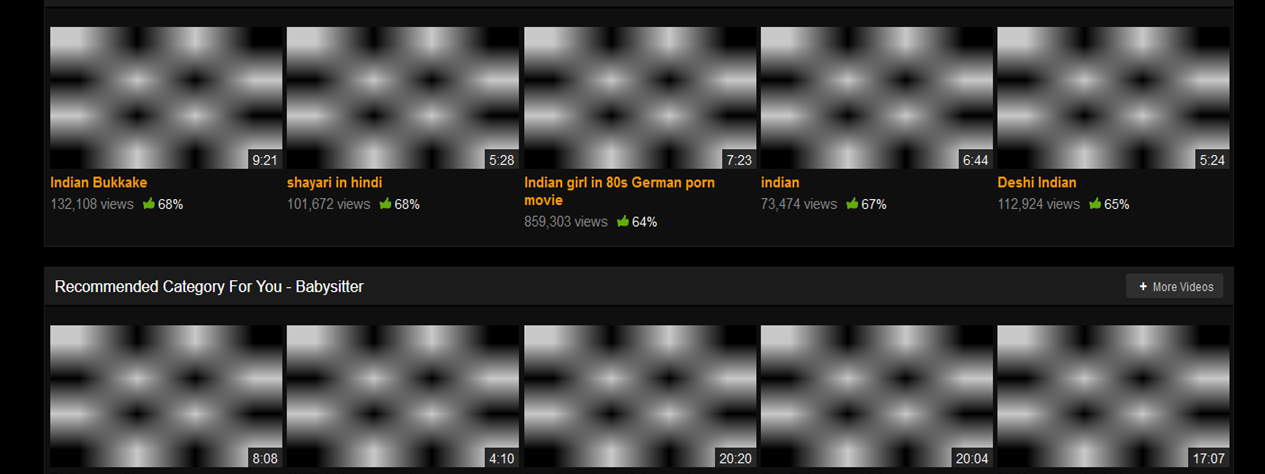 9:21
5:28
7:23
6:44
5:24
Indian Bukkake
shayari in hindi
Indian girl in 80s German porn
movie
indian
Deshi Indian
132,108 views 68%
101,672 views 68%
859,303 views 64%
73,474 views 67%
112,924 views 65%
Recommended Category For You - Babysitter
+ More Videos
8:08
4:10
20:20
20:04
17:07